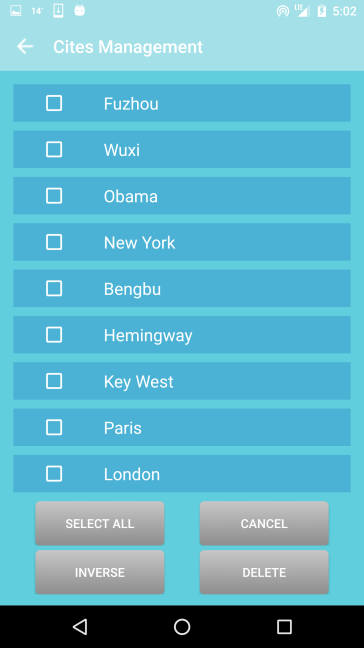 14°
LTE
5:02
Cites Management
Fuzhou
Wuxi
Obama
New York
Bengbu
Hemingway
Key West
Paris
London
SELECT ALL
CANCEL
INVERSE
DELETE